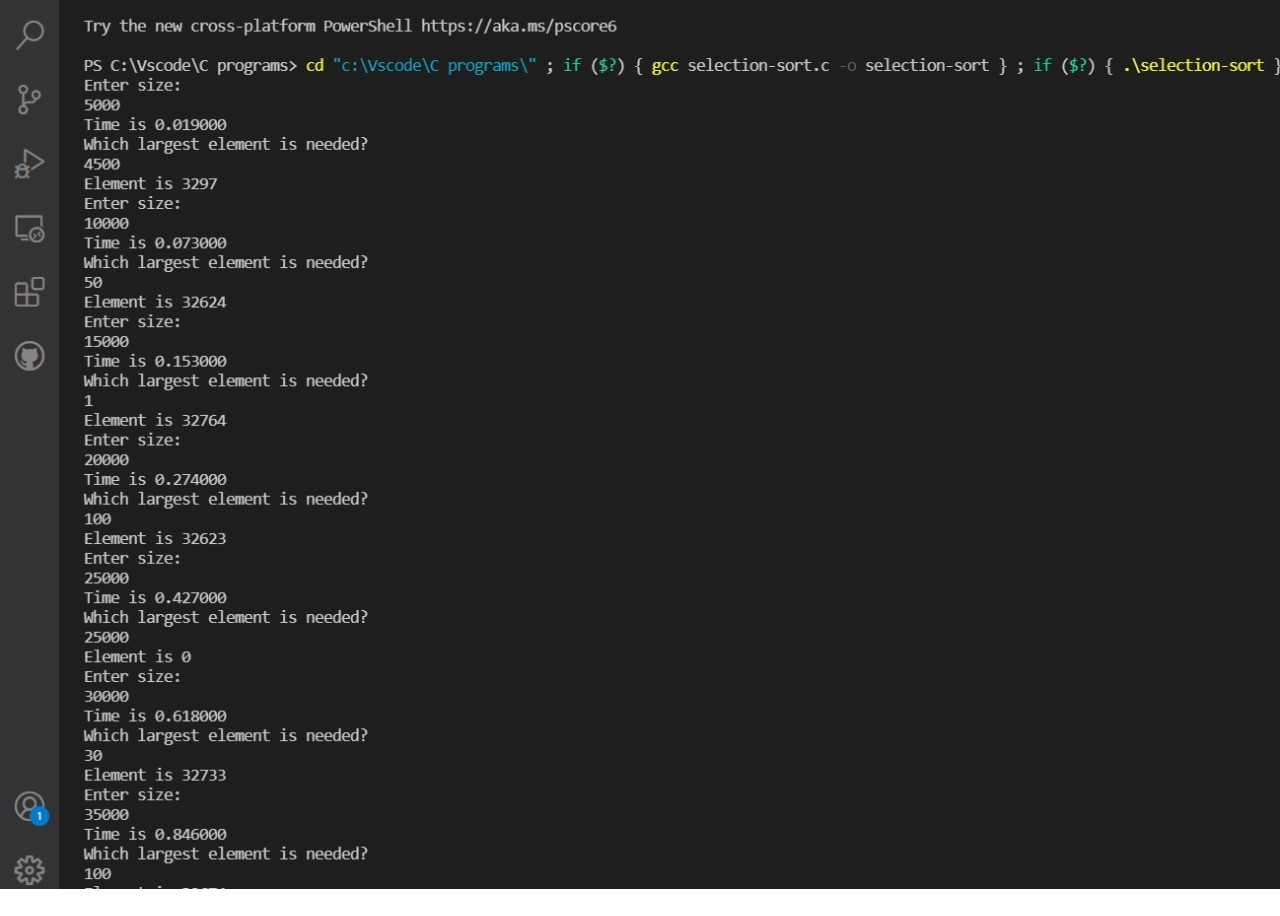 Try the new cross-platform PowerShell https://aka.ms/pscore6
PS C:\Vscode\C programs> cd "c:\Vscode\C programs\" ; if ($?) { gcc selection-sort.c -o selection-sort } ; if ($?) { .\selection-sort }
Enter size:
5000
Time is 0.019000
Which largest element is needed?
4500
Element is 3297
Enter size:
10000
Time is 0.073000
Which largest element is needed?
50
Element is 32624
Enter size:
15000
Time is 0.153000
Which largest element is needed?
1
Element is 32764
Enter size:
20000
Time is 0.274000
Which largest element is needed?
100
Element is 32623
Enter size:
25000
Time is 0.427000
Which largest element is needed?
25000
Element is 0
Enter size:
30000
Time is 0.618000
Which largest element is needed?
30
Element is 32733
Enter size:
35000
Time is 0.846000
Which largest element is needed?
100
1